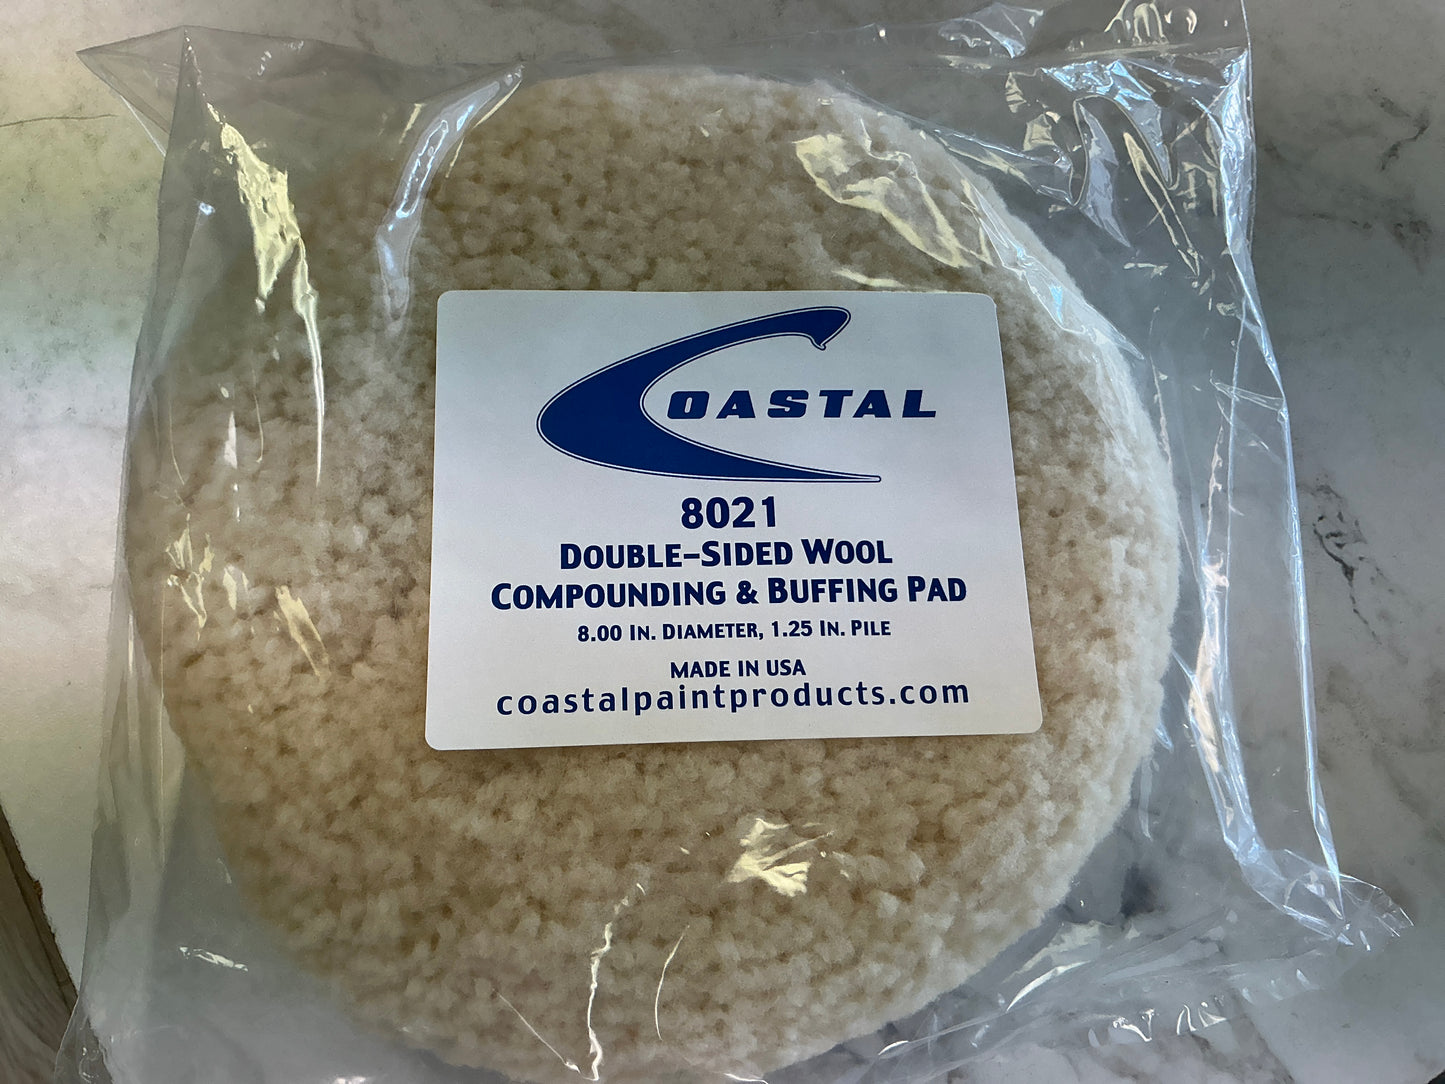 COASTAL
8021
DOUBLE-SIDED WOOL
COMPOUNDING & BUFFING PAD
8.00 IN. DIAMETER, 1.25 IN. PILE
MADE IN USA
coastalpaintproducts.com